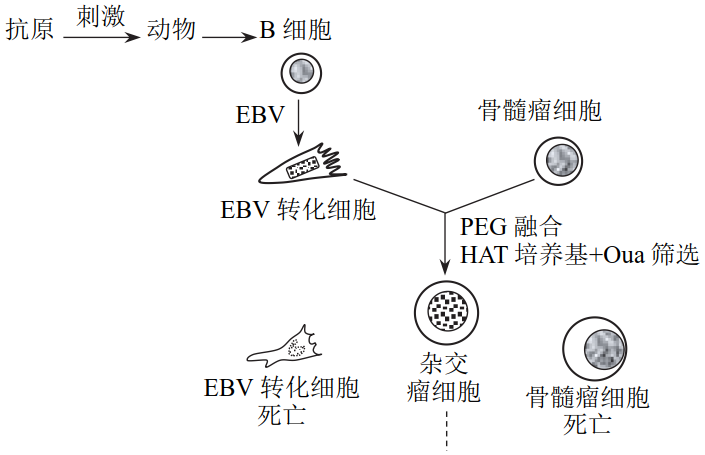 抗原 刺激 动物 B 细胞
EBV
骨髓瘤细胞
EBV 转化细胞
PEG 融合
HAT 培养基+Oua 筛选
EBV 转化细胞
死亡
杂交
瘤细胞
骨髓瘤细胞
死亡